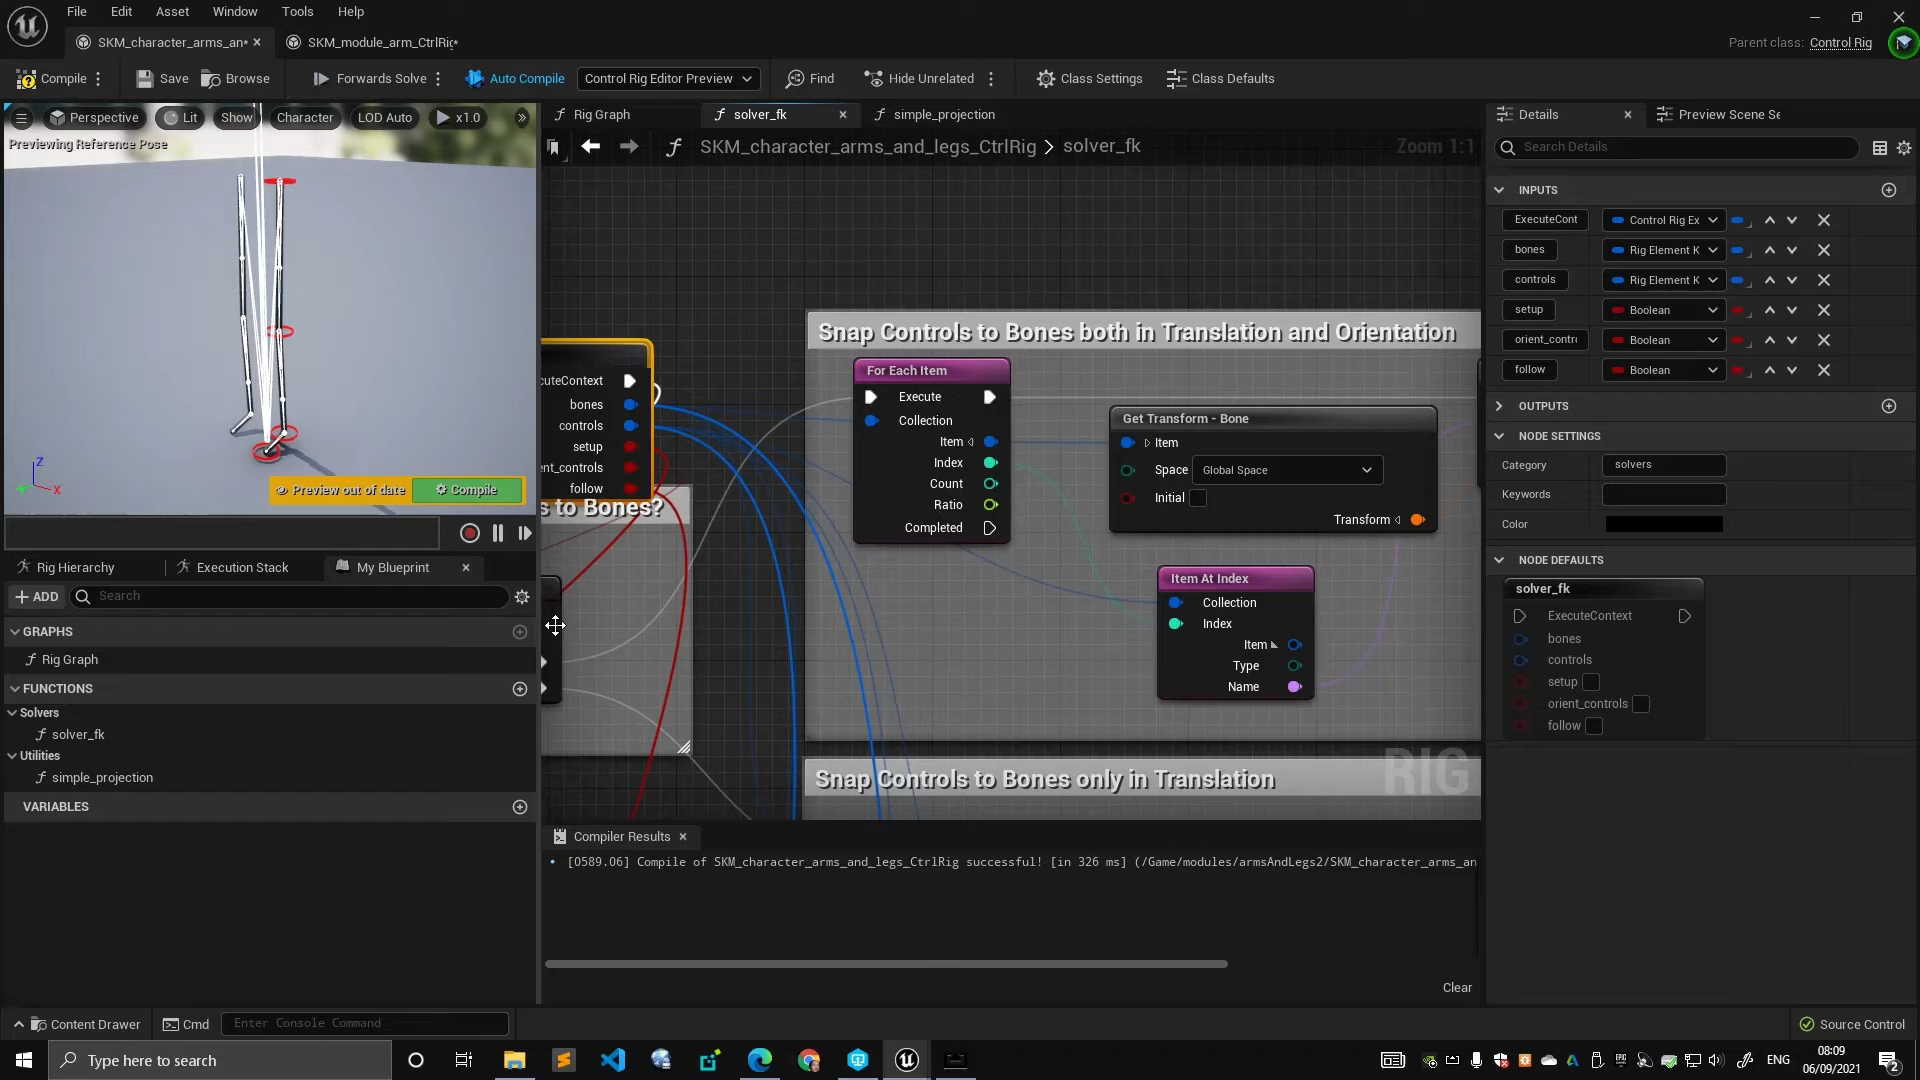 File Edit Asset Window Tools Help
SKM_character_arms_an* SKM_module_arm_CtrlRig*
Parent class: Control Rig
Compile Save Browse Forwards Solve Auto Compile Control Rig Editor Preview Find Hide Unrelated Class Settings Class Defaults
Perspective Lit Show Character LOD Auto x1.0
Previewing Reference Pose
Z
X
Preview out of date Compile
Rig Graph solver_fk simple_projection
SKM_character_arms_and_legs_CtrlRig > solver_fk Zoom 1:1
cuteContext
bones
controls
setup
ent_controls
follow
s to Bones?
Snap Controls to Bones both in Translation and Orientation
For Each Item
Execute
Collection
Item
Index
Count
Ratio
Completed
Get Transform - Bone
Item
Space Global Space
Initial
Transform
Item At Index
Collection
Index
Item
Type
Name
RIG
Snap Controls to Bones only in Translation
Rig Hierarchy Execution Stack My Blueprint
ADD Search
GRAPHS
Rig Graph
FUNCTIONS
Solvers
solver_fk
Utilities
simple_projection
VARIABLES
Compiler Results
[0589.06] Compile of SKM_character_arms_and_legs_CtrlRig successful! [in 326 ms] (/Game/modules/armsAndLegs2/SKM_character_arms_an
Clear
Details Preview Scene Se
Search Details
INPUTS
ExecuteCont Control Rig Ex
bones Rig Element K
controls Rig Element K
setup Boolean
orient_contro Boolean
follow Boolean
OUTPUTS
NODE SETTINGS
Category solvers
Keywords
Color
NODE DEFAULTS
solver_fk
ExecuteContext
bones
controls
setup
orient_controls
follow
Content Drawer Cmd Enter Console Command Source Control
Type here to search
ENG
08:09
06/09/2021
2